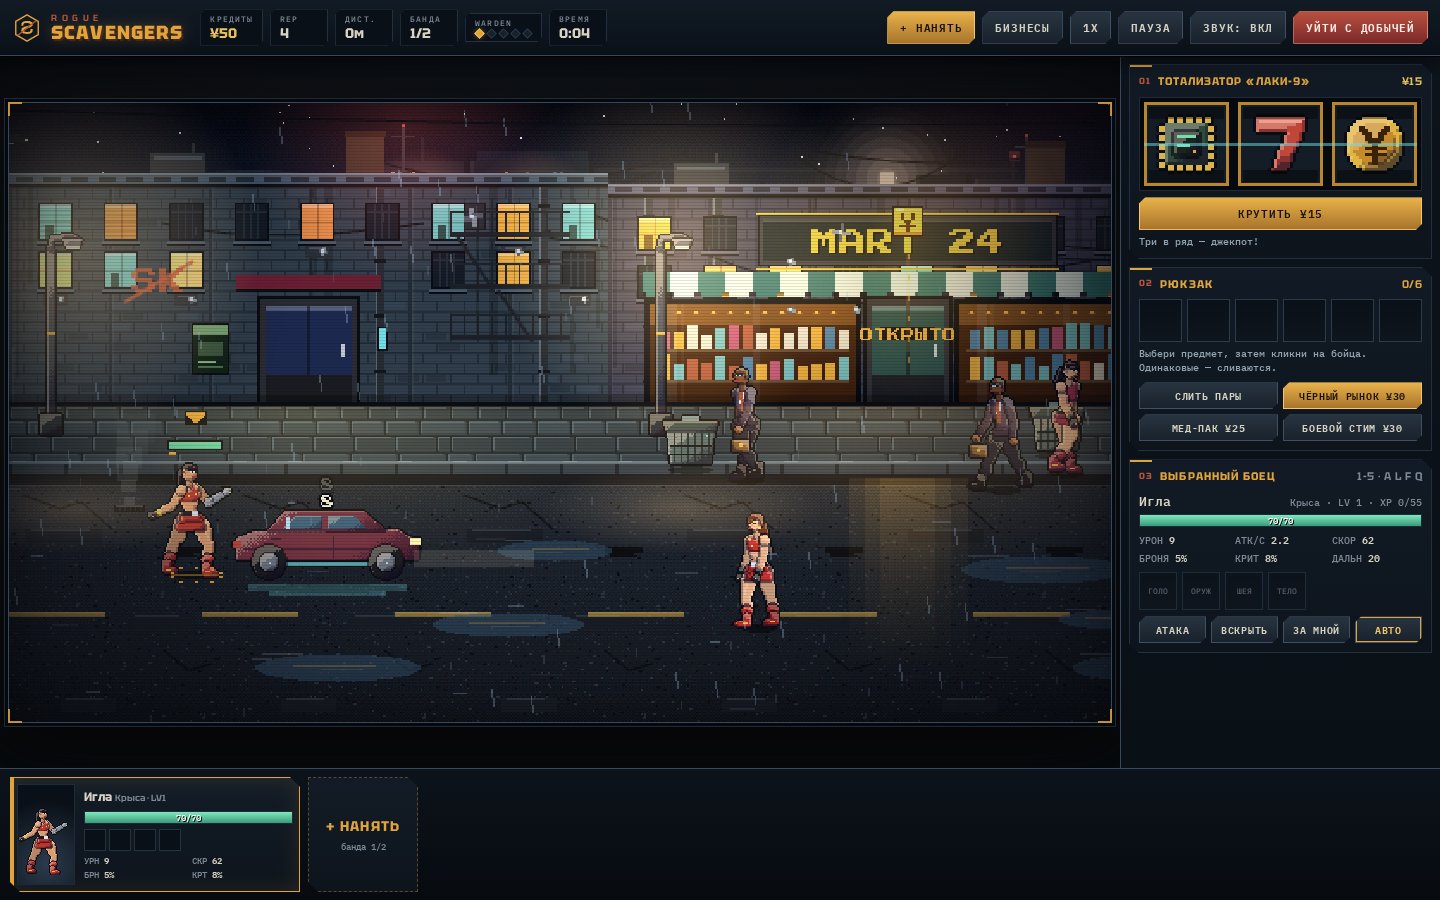 ROGUE
SCAVENGERS
КРЕДИТЫ
¥50
REP
4
ДИСТ.
0м
БАНДА
1/2
WARDEN
ВРЕМЯ
0:04
+ НАНЯТЬ
БИЗНЕСЫ
1X
ПАУЗА
ЗВУК: ВКЛ
УЙТИ С ДОБЫЧЕЙ
SK
¥
MART 24
ОТКРЫТО
8
8
01 ТОТАЛИЗАТОР «ЛАКИ-9» ¥15
7
¥
КРУТИТЬ ¥15
Три в ряд — джекпот!
02 РЮКЗАК 0/6
Выбери предмет, затем кликни на бойца.
Одинаковые — сливаются.
СЛИТЬ ПАРЫ
ЧЁРНЫЙ РЫНОК ¥30
МЕД-ПАК ¥25
БОЕВОЙ СТИМ ¥30
03 ВЫБРАННЫЙ БОЕЦ 1-5·A L F Q
Игла Крыса · LV 1 · XP 0/55
70/70
УРОН 9 АТК/С 2.2 СКОР 62
БРОНЯ 5% КРИТ 8% ДАЛЬН 20
ГОЛО ОРУЖ ШЕЯ ТЕЛО
АТАКА
ВСКРЫТЬ
ЗА МНОЙ
АВТО
Игла Крыса·LV1
70/70
УРН 9 СКР 62
БРН 5% КРТ 8%
+ НАНЯТЬ
банда 1/2